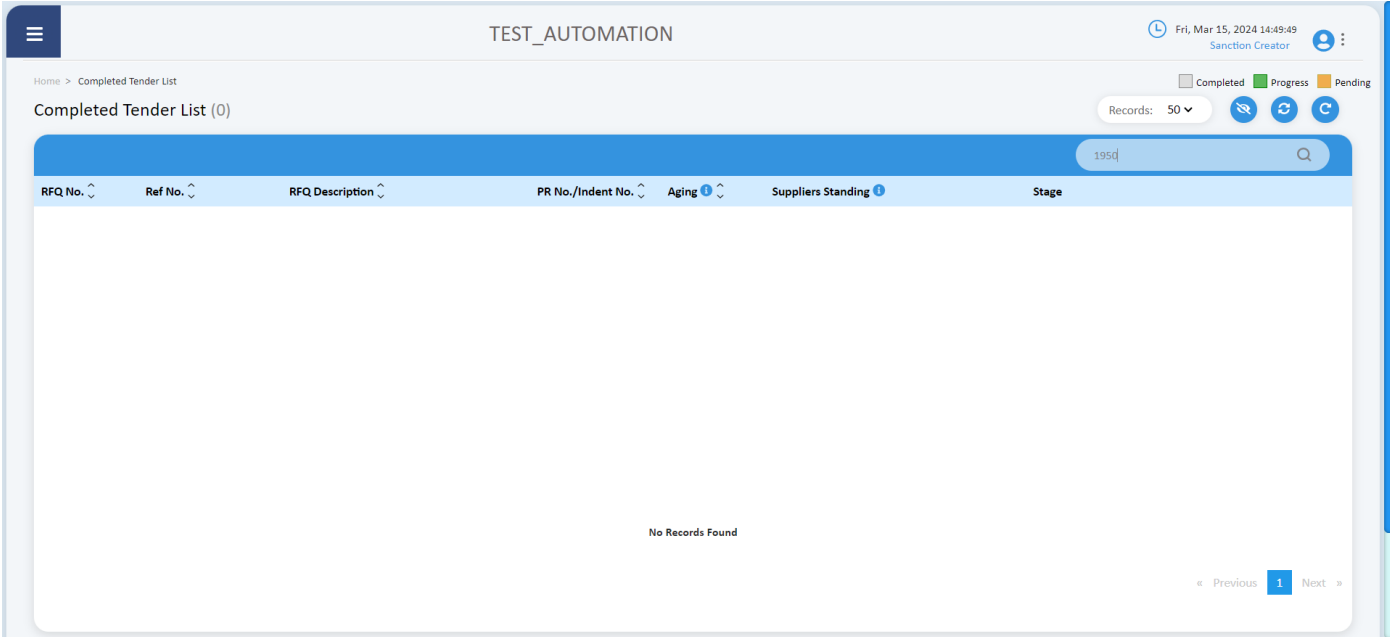 TEST_AUTOMATION
Fri, Mar 15, 2024 14:49:49
Sanction Creator
Home > Completed Tender List
Completed Progress Pending
Completed Tender List (0)
Records: 50
1950
RFQ No. Ref No. RFQ Description PR No./Indent No. Aging Suppliers Standing Stage
No Records Found
« Previous 1 Next »